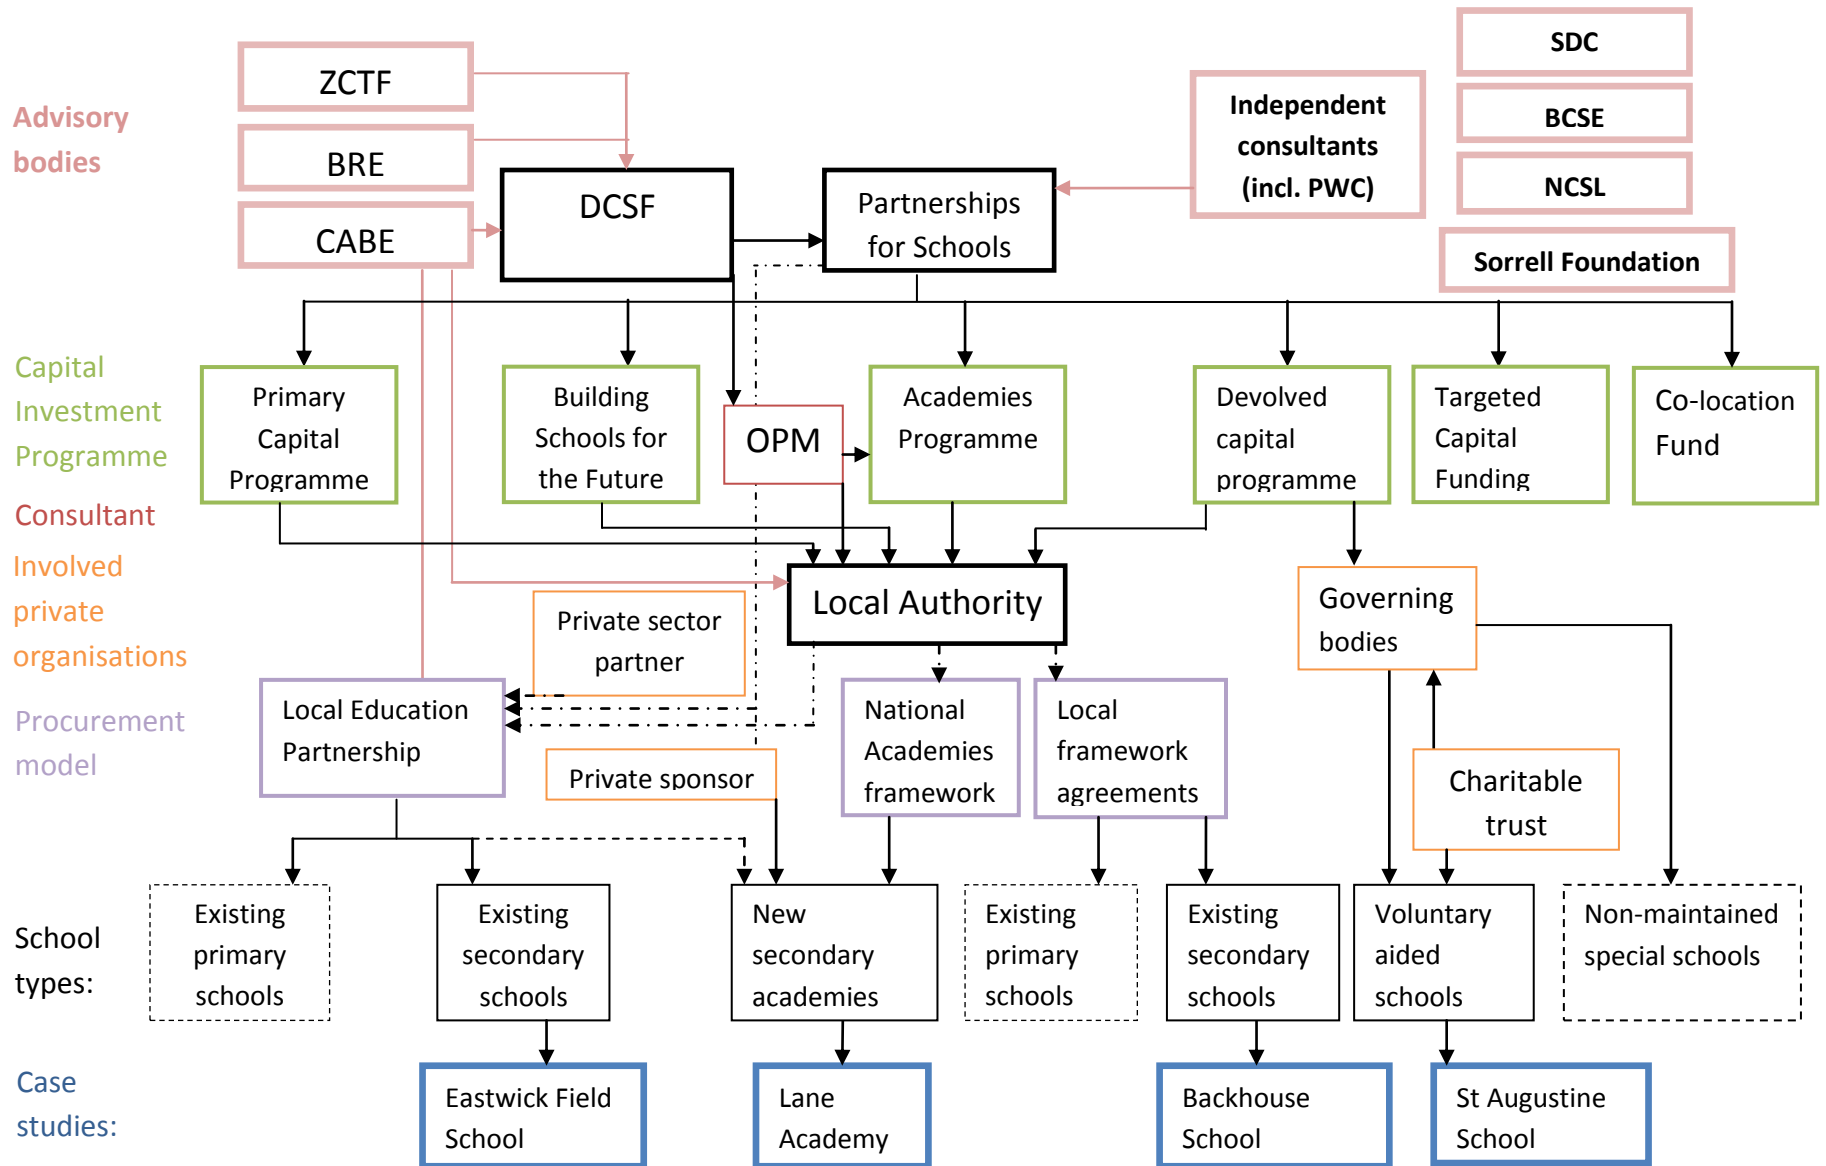 Advisory
bodies
ZCTF
BRE
CABE
DCSF
Partnerships
for Schools
Independent
consultants
(incl. PWC)
SDC
BCSE
NCSL
Sorrell Foundation
Capital
Investment
Programme
Primary
Capital
Programme
Building
Schools for
the Future
OPM
Academies
Programme
Devolved
capital
programme
Targeted
Capital
Funding
Co-location
Fund
Consultant
Involved
private
organisations
Private sector
partner
Local Authority
Governing
bodies
Procurement
model
Local Education
Partnership
Private sponsor
National
Academies
framework
Local
framework
agreements
Charitable
trust
School
types:
Existing
primary
schools
Existing
secondary
schools
New
secondary
academies
Existing
primary
schools
Existing
secondary
schools
Voluntary
aided
schools
Non-maintained
special schools
Case
studies:
Eastwick Field
School
Lane
Academy
Backhouse
School
St Augustine
School